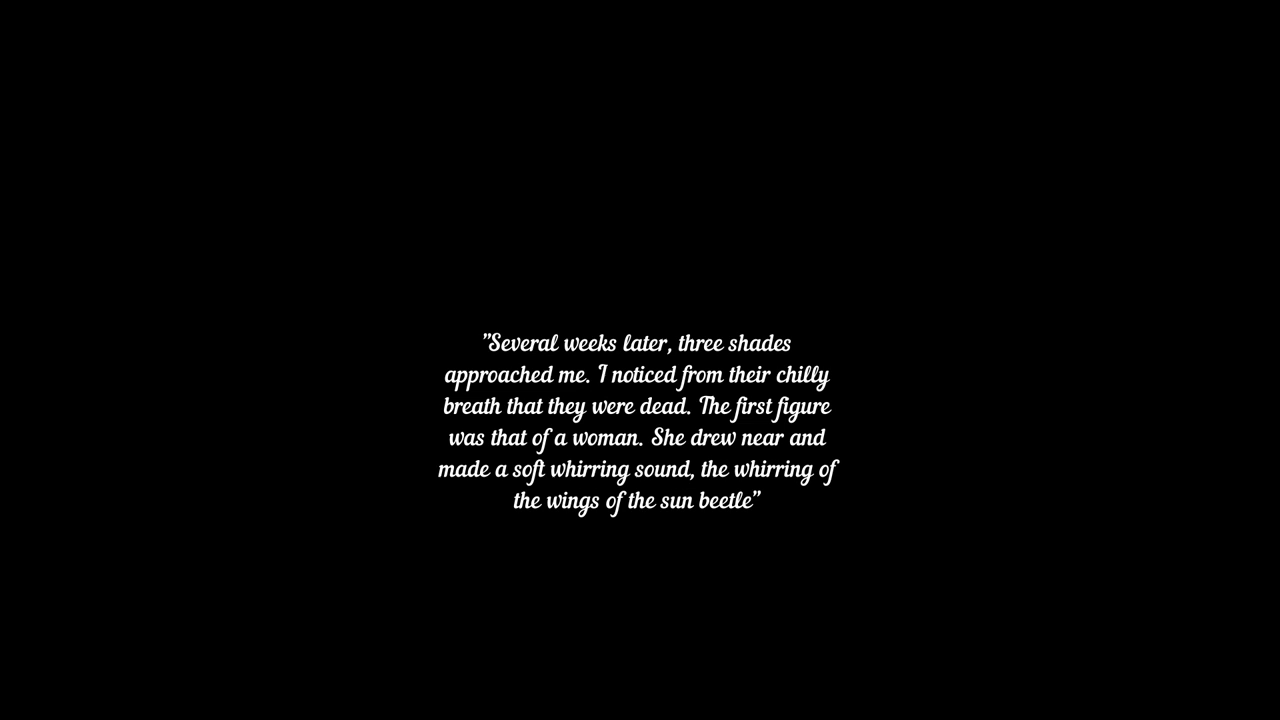 "Several weeks later, three shades
approached me. I noticed from their chilly
breath that they were dead. The first figure
was that of a woman. She drew near and
made a soft whirring sound, the whirring of
the wings of the sun beetle"